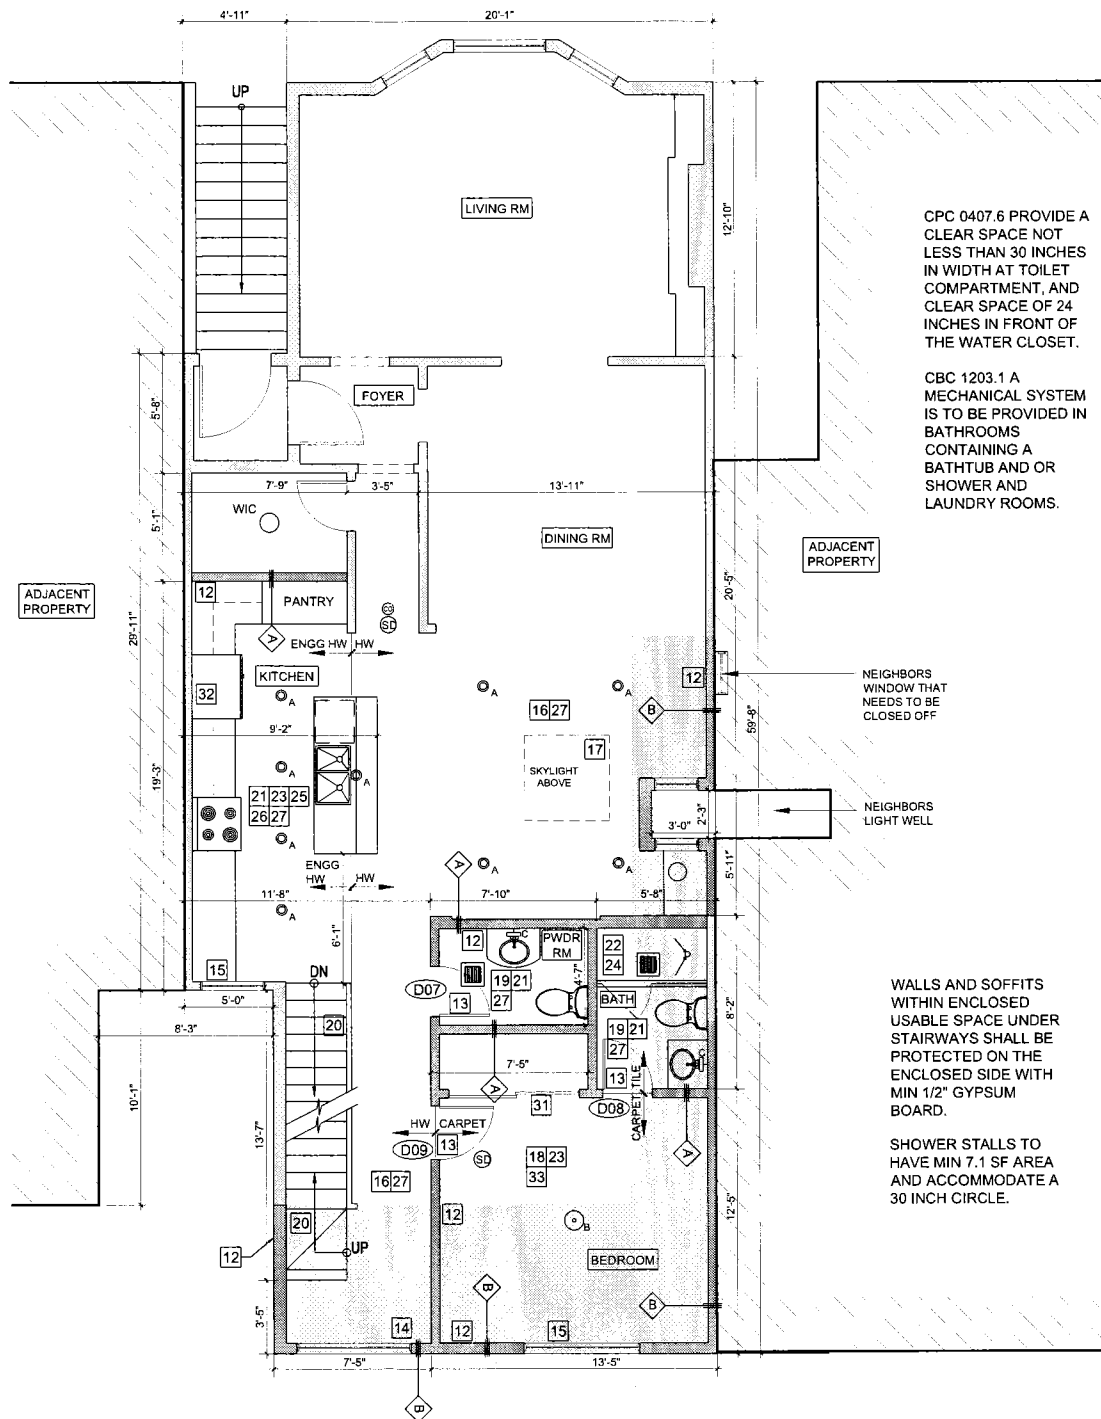 4'-11"
20'-1"
UP
LIVING RM
12'-10"
CPC 0407.6 PROVIDE A
CLEAR SPACE NOT
LESS THAN 30 INCHES
IN WIDTH AT TOILET
COMPARTMENT, AND
CLEAR SPACE OF 24
INCHES IN FRONT OF
THE WATER CLOSET.
CBC 1203.1 A
MECHANICAL SYSTEM
IS TO BE PROVIDED IN
BATHROOMS
CONTAINING A
BATHTUB AND OR
SHOWER AND
LAUNDRY ROOMS.
FOYER
5'-8"
7'-9"
3'-5"
13'-11"
WIC
5'-1"
DINING RM
ADJACENT
PROPERTY
20'-5"
ADJACENT
PROPERTY
29'-11"
12
PANTRY
CO
SD
A
ENGG HW
HW
KITCHEN
32
A
A
A
12
B
NEIGHBORS
WINDOW THAT
NEEDS TO BE
CLOSED OFF
59'-8"
16 27
9'-2"
17
SKYLIGHT
ABOVE
A
A
19'-3"
21 23 25
26 27
NEIGHBORS
LIGHT WELL
3'-0"
2'-3"
A
ENGG
HW
HW
A
A
A
5'-11"
11'-8"
7'-10"
5'-8"
A
6'-1"
12
C
PWDR
RM
22
24
15
DN
D07
19 21
27
4'-7"
BATH
8'-2"
5'-0"
13
20
8'-3"
19 21
27
C
WALLS AND SOFFITS
WITHIN ENCLOSED
USABLE SPACE UNDER
STAIRWAYS SHALL BE
PROTECTED ON THE
ENCLOSED SIDE WITH
MIN 1/2" GYPSUM
BOARD.
7'-5"
A
13
TILE
CARPET
31
D08
10'-1"
13'-7"
HW
CARPET
D09
13
SD
18 23
33
A
SHOWER STALLS TO
HAVE MIN 7.1 SF AREA
AND ACCOMMODATE A
30 INCH CIRCLE.
16 27
12'-5"
20
12
B
12
UP
BEDROOM
B
B
3'-5"
14
12
15
7'-5"
13'-5"
B